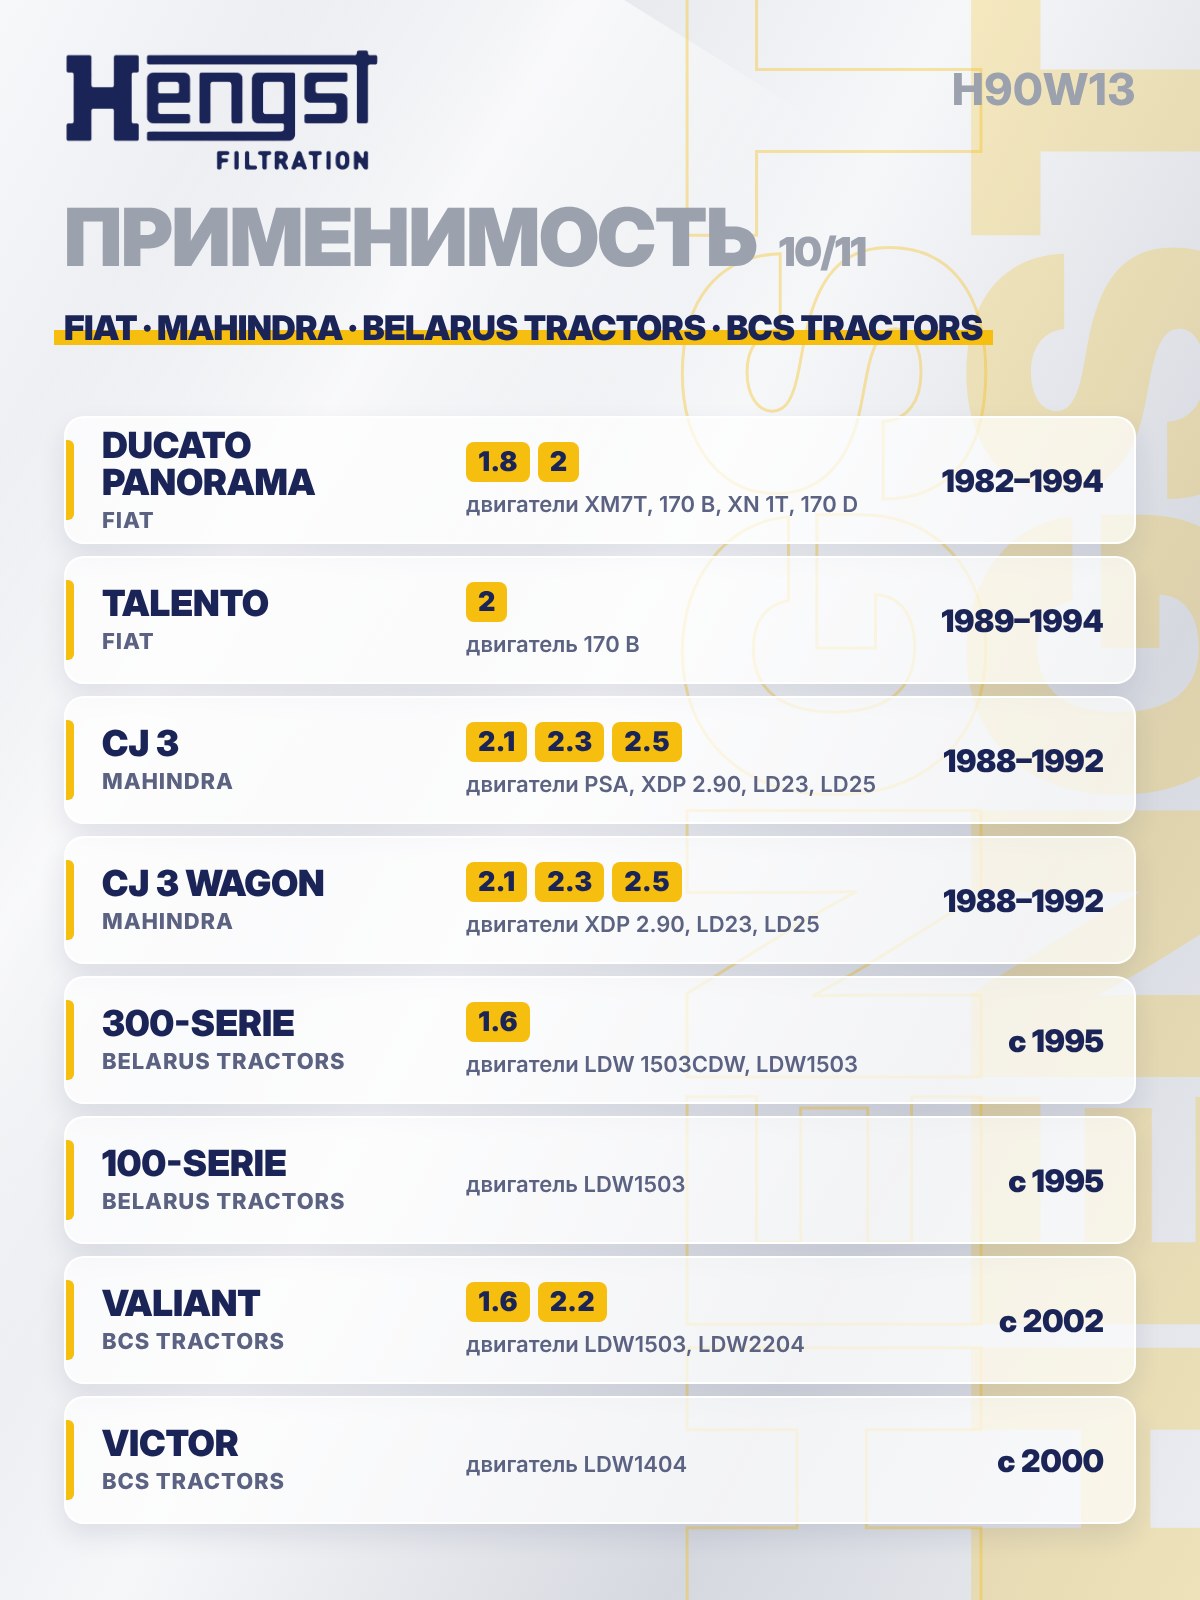 Hengst
FILTRATION
H90W13
ПРИМЕНИМОСТЬ 10/11
FIAT · MAHINDRA · BELARUS TRACTORS · BCS TRACTORS
DUCATO
PANORAMA
FIAT
1.8 2
двигатели XM7T, 170 B, XN 1T, 170 D
1982–1994
TALENTO
FIAT
2
двигатель 170 B
1989–1994
CJ 3
MAHINDRA
2.1 2.3 2.5
двигатели PSA, XDP 2.90, LD23, LD25
1988–1992
CJ 3 WAGON
MAHINDRA
2.1 2.3 2.5
двигатели XDP 2.90, LD23, LD25
1988–1992
300-SERIE
BELARUS TRACTORS
1.6
двигатели LDW 1503CDW, LDW1503
с 1995
100-SERIE
BELARUS TRACTORS
двигатель LDW1503
с 1995
VALIANT
BCS TRACTORS
1.6 2.2
двигатели LDW1503, LDW2204
с 2002
VICTOR
BCS TRACTORS
двигатель LDW1404
с 2000
HENGST
HENGST